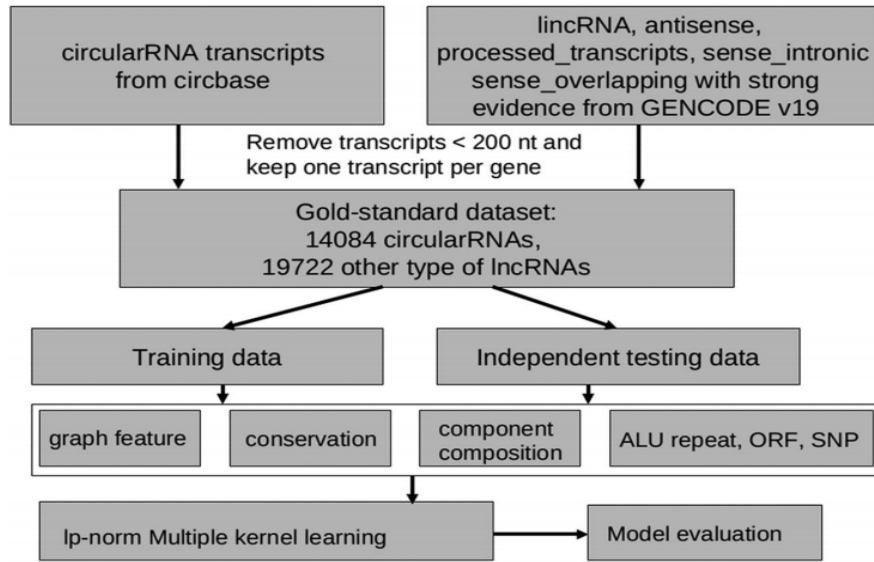 circularRNA transcripts
from circbase
lincRNA, antisense,
processed_transcripts, sense_intronic
sense_overlapping with strong
evidence from GENCODE v19
Remove transcripts < 200 nt and
keep one transcript per gene
Gold-standard dataset:
14084 circularRNAs,
19722 other type of lncRNAs
Training data
Independent testing data
graph feature
conservation
component
composition
ALU repeat, ORF, SNP
lp-norm Multiple kernel learning
Model evaluation